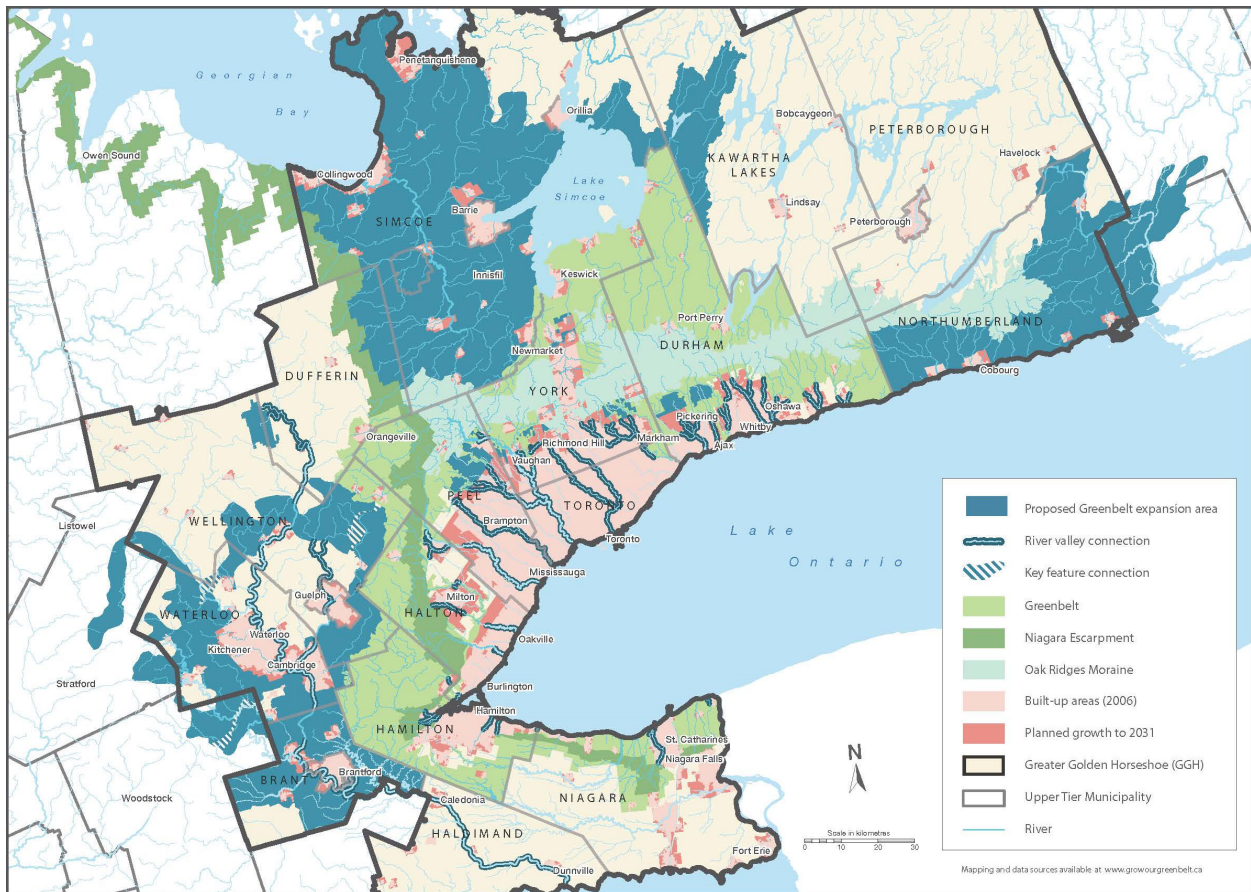 Georgian
Bay
Penetanquishene
Orillia
Bobcaygeon
PETERBOROUGH
Owen Sound
KAWARTHA
LAKES
Havelock
Collingwood
Lake
Simcoe
SIMCOE
Barrie
Lindsay
Peterborough
Innisfil
Keswick
Port Perry
NORTHUMBERLAND
Newmarket
DURHAM
Cobourg
DUFFERIN
YORK
Orangeville
Pickering
Oshawa
Whitby
Richmond Hill
Markham
Ajax
Vaughan
PEEL
TORONTO
Listowel
WELLINGTON
Brampton
Toronto
Lake
Ontario
Mississauga
Guelph
Milton
WATERLOO
HALTON
Waterloo
Kitchener
Oakville
Cambridge
Stratford
Burlington
Hamilton
HAMILTON
St. Catharines
Niagara Falls
BRANT
Brantford
Woodstock
Caledonia
NIAGARA
HALDIMAND
Fort Erie
Dunnville
Proposed Greenbelt expansion area
River valley connection
Key feature connection
Greenbelt
Niagara Escarpment
Oak Ridges Moraine
Built-up areas (2006)
Planned growth to 2031
Greater Golden Horseshoe (GGH)
Upper Tier Municipality
River
N
Scale in kilometres
0 10 20 30
Mapping and data sources available at www.growourgreenbelt.ca